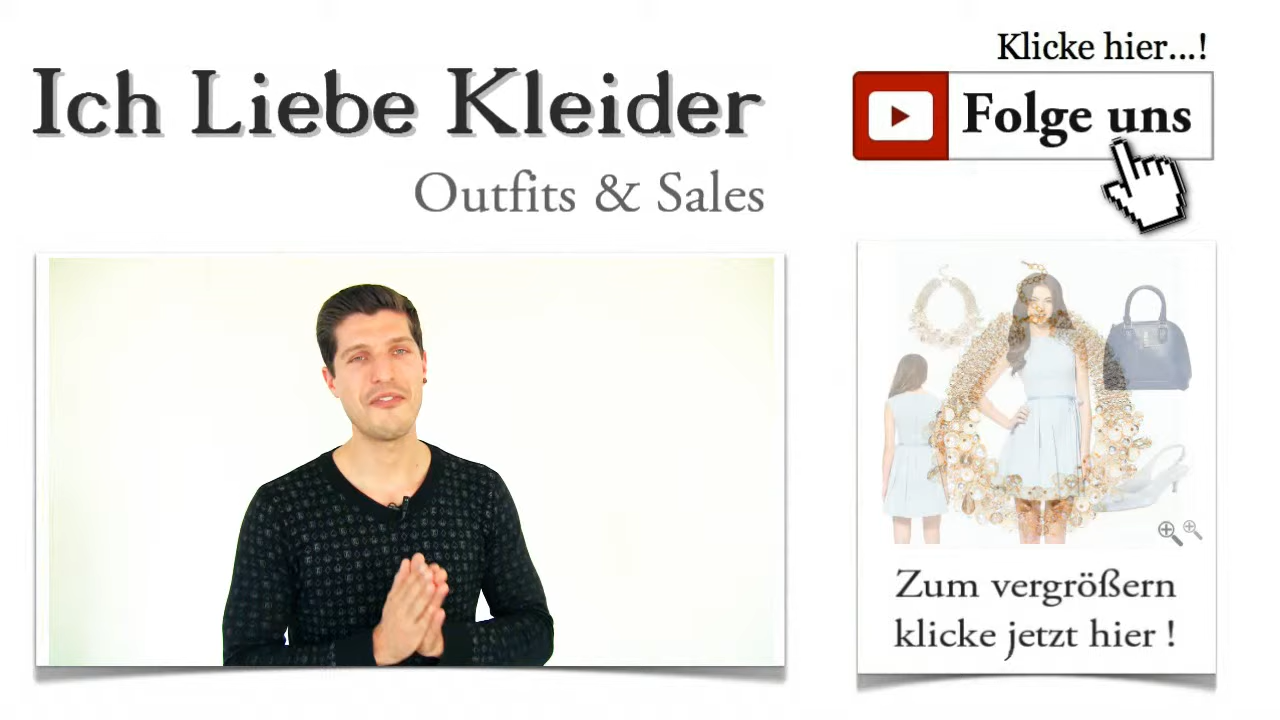 Ich Liebe Kleider
Outfits & Sales
Klicke hier...!
Folge uns
Zum vergrößern
klicke jetzt hier !